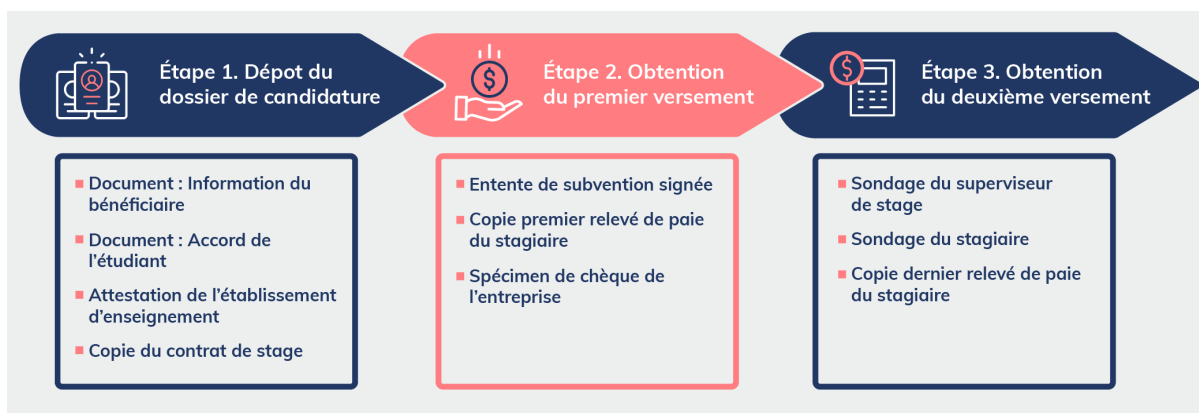 Étape 1. Dépot du
dossier de candidature
Étape 2. Obtention
du premier versement
Étape 3. Obtention
du deuxième versement
Document : Information du
bénéficiaire
Document : Accord de
l’étudiant
Attestation de l’établissement
d’enseignement
Copie du contrat de stage
Entente de subvention signée
Copie premier relevé de paie
du stagiaire
Spécimen de chèque de
l’entreprise
Sondage du superviseur
de stage
Sondage du stagiaire
Copie dernier relevé de paie
du stagiaire